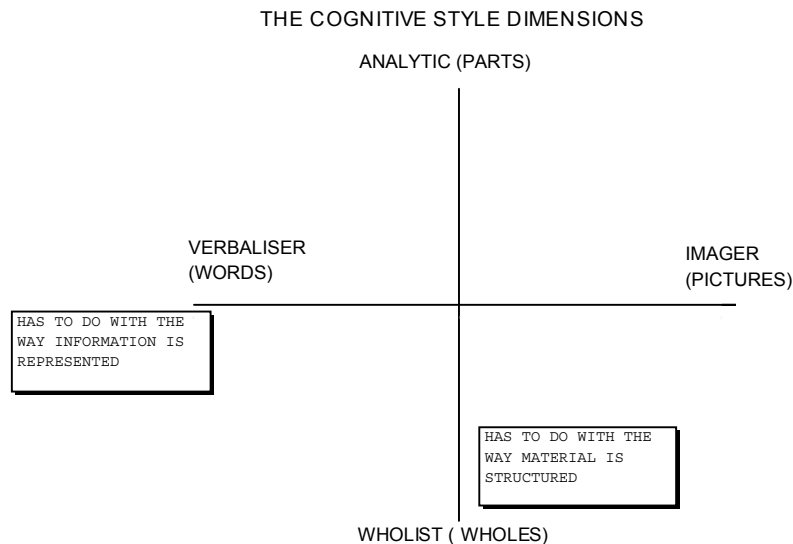 THE COGNITIVE STYLE DIMENSIONS
ANALYTIC (PARTS)
VERBALISER
(WORDS)
IMAGER
(PICTURES)
HAS TO DO WITH THE
WAY INFORMATION IS
REPRESENTED
HAS TO DO WITH THE
WAY MATERIAL IS
STRUCTURED
WHOLIST ( WHOLES)